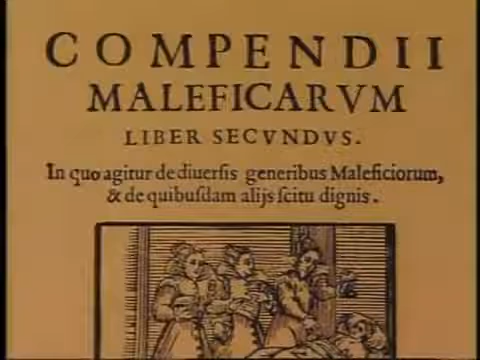 COMPENDII
MALEFICARVM
LIBER SECVNDVS.
In quo agitur de diuerſis generibus Maleficiorum,
& de quibuſdam alijs ſcitu dignis.